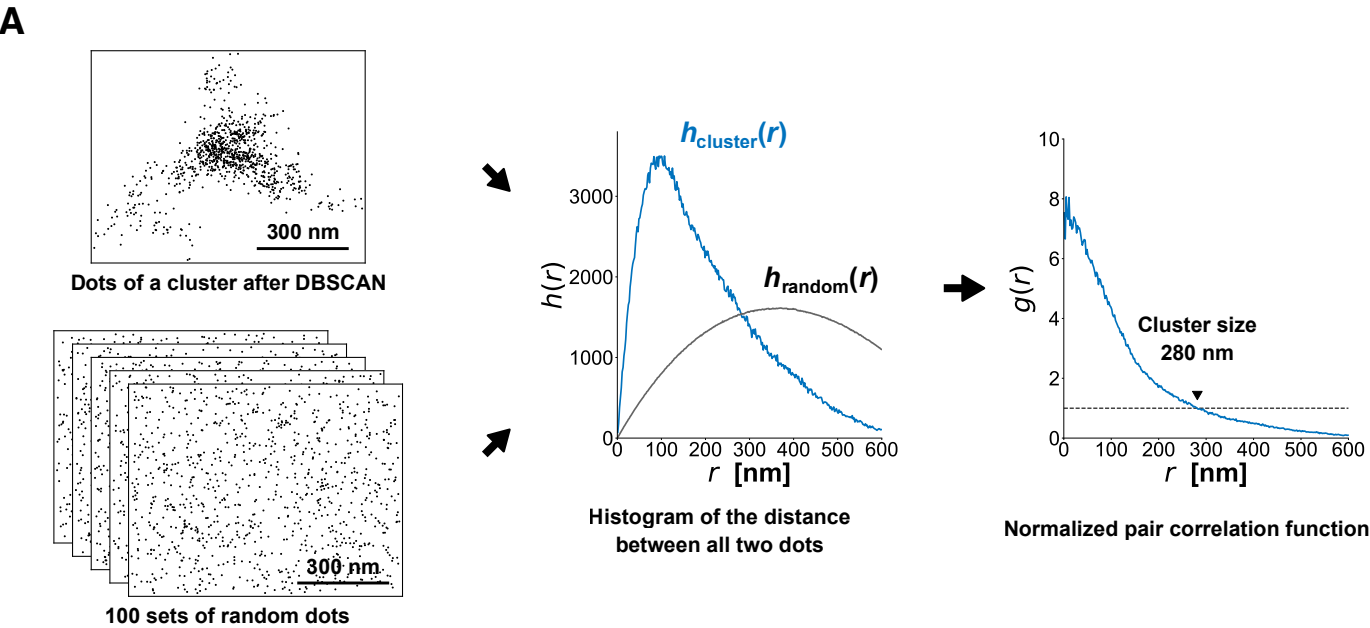 A
300 nm
Dots of a cluster after DBSCAN
300 nm
100 sets of random dots
h(r)
3000
2000
1000
0
hcluster(r)
hrandom(r)
0 100 200 300 400 500 600
r [nm]
Histogram of the distance
between all two dots
g(r)
10
8
6
4
2
0
Cluster size
280 nm
0 100 200 300 400 500 600
r [nm]
Normalized pair correlation function